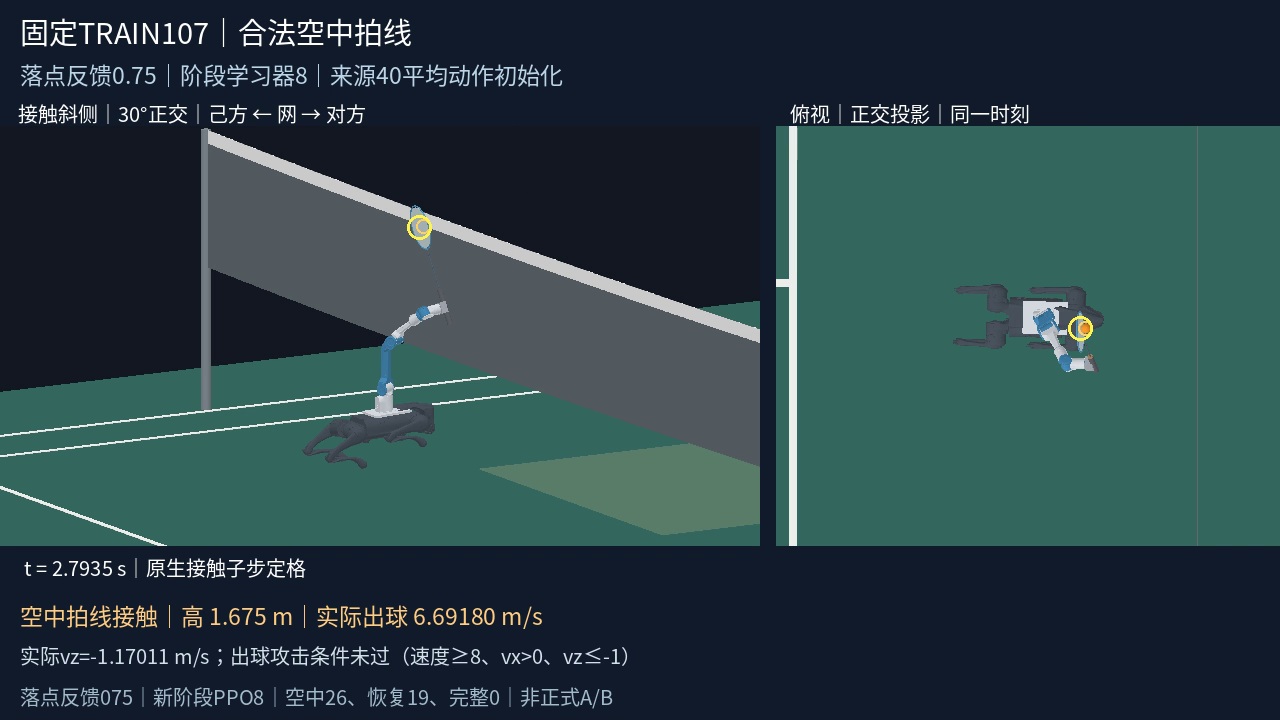 固定TRAIN107｜合法空中拍线
落点反馈0.75｜阶段学习器8｜来源40平均动作初始化
接触斜侧｜30°正交｜己方 ← 网 → 对方
俯视｜正交投影｜同一时刻
t = 2.7935 s｜原生接触子步定格
空中拍线接触｜高 1.675 m｜实际出球 6.69180 m/s
实际vz=-1.17011 m/s；出球攻击条件未过（速度≥8、vx>0、vz≤-1）
落点反馈075｜新阶段PPO8｜空中26、恢复19、完整0｜非正式A/B